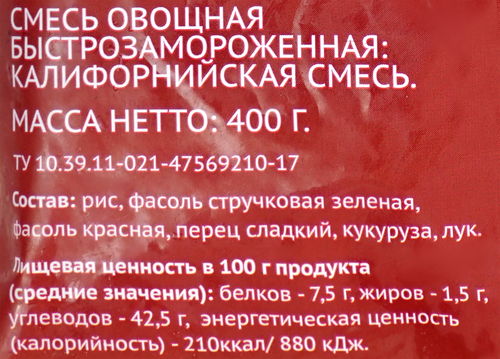 СМЕСЬ ОВОЩНАЯ
БЫСТРОЗАМОРОЖЕННАЯ:
КАЛИФОРНИЙСКАЯ СМЕСЬ.
МАССА НЕТТО: 400 Г.
ТУ 10.39.11-021-47569210-17
Состав: рис, фасоль стручковая зеленая,
фасоль красная, перец сладкий, кукуруза, лук.
Пищевая ценность в 100 г продукта
(средние значения): белков - 7,5 г, жиров - 1,5 г,
углеводов - 42,5 г, энергетическая ценность
(калорийность) - 210ккал/ 880 кДж.